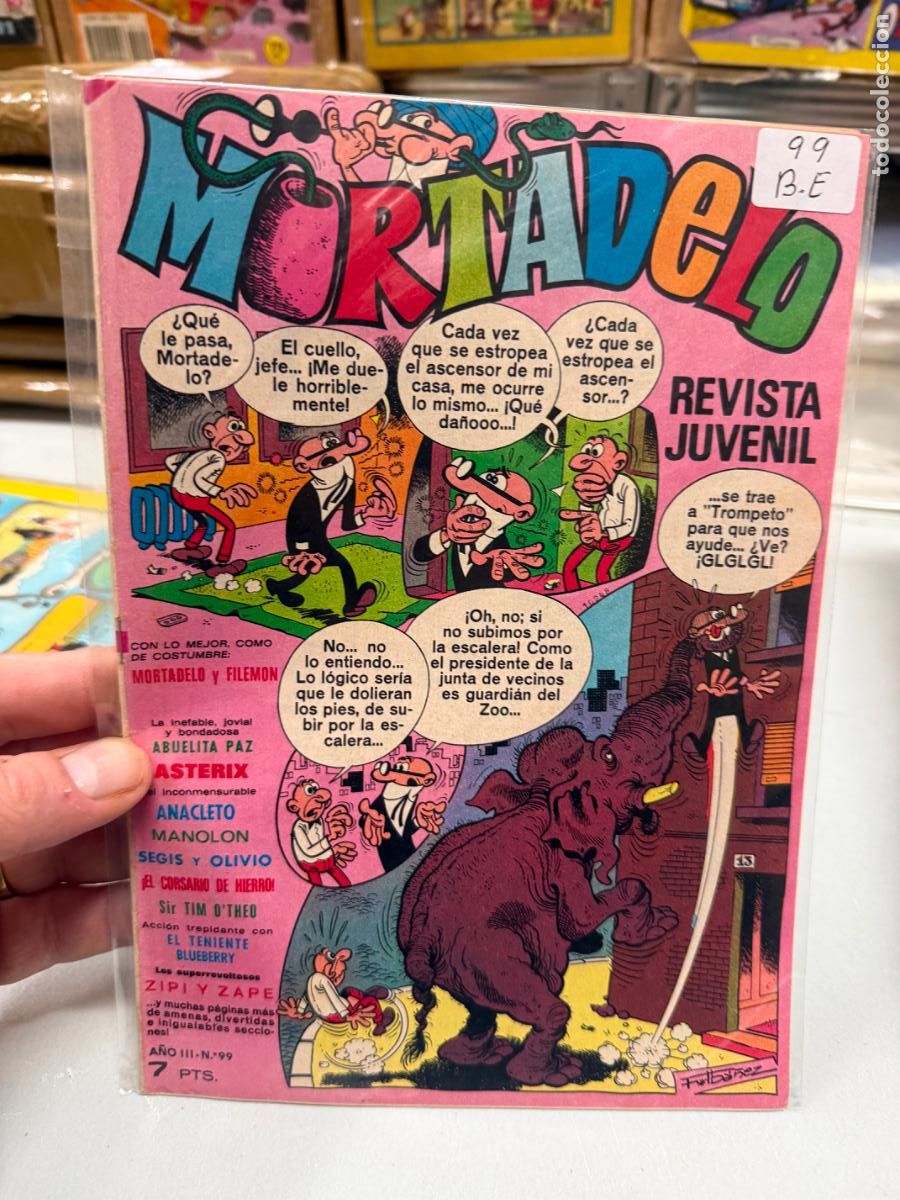 MORTADELO
99
B.E
todocoleccion
¿Qué
le pasa,
Mortade-
lo?
El cuello,
jefe... ¡Me due-
le horrible-
mente!
Cada vez
que se estropea
el ascensor de mi
casa, me ocurre
lo mismo... ¡Qué
dañooo...!
¿Cada
vez que se
estropea el
ascen-
sor...?
REVISTA
JUVENIL
...se trae
a "Trompeto"
para que nos
ayude... ¿Ve?
¡GLGLGL!
No... no
lo entiendo...
Lo lógico sería
que le dolieran
los pies, de su-
bir por la es-
calera...
¡Oh, no; si
no subimos por
la escalera! Como
el presidente de la
junta de vecinos
es guardián del
Zoo...
CON LO MEJOR, COMO
DE COSTUMBRE:
MORTADELO y FILEMON
La inefable, jovial
y bondadosa
ABUELITA PAZ
ASTERIX
el inconmensurable
ANACLETO
MANOLON
SEGIS Y OLIVIO
¡EL CORSARIO DE HIERRO!
Sir TIM O'THEO
Acción trepidante con
EL TENIENTE
BLUEBERRY
Los superrevoltosos
ZIPI Y ZAPE
...y muchas páginas más
de amenas, divertidas
e inigualables seccio-
nes!
AÑO III-N.º 99
7 PTS.
13
F. Ibáñez